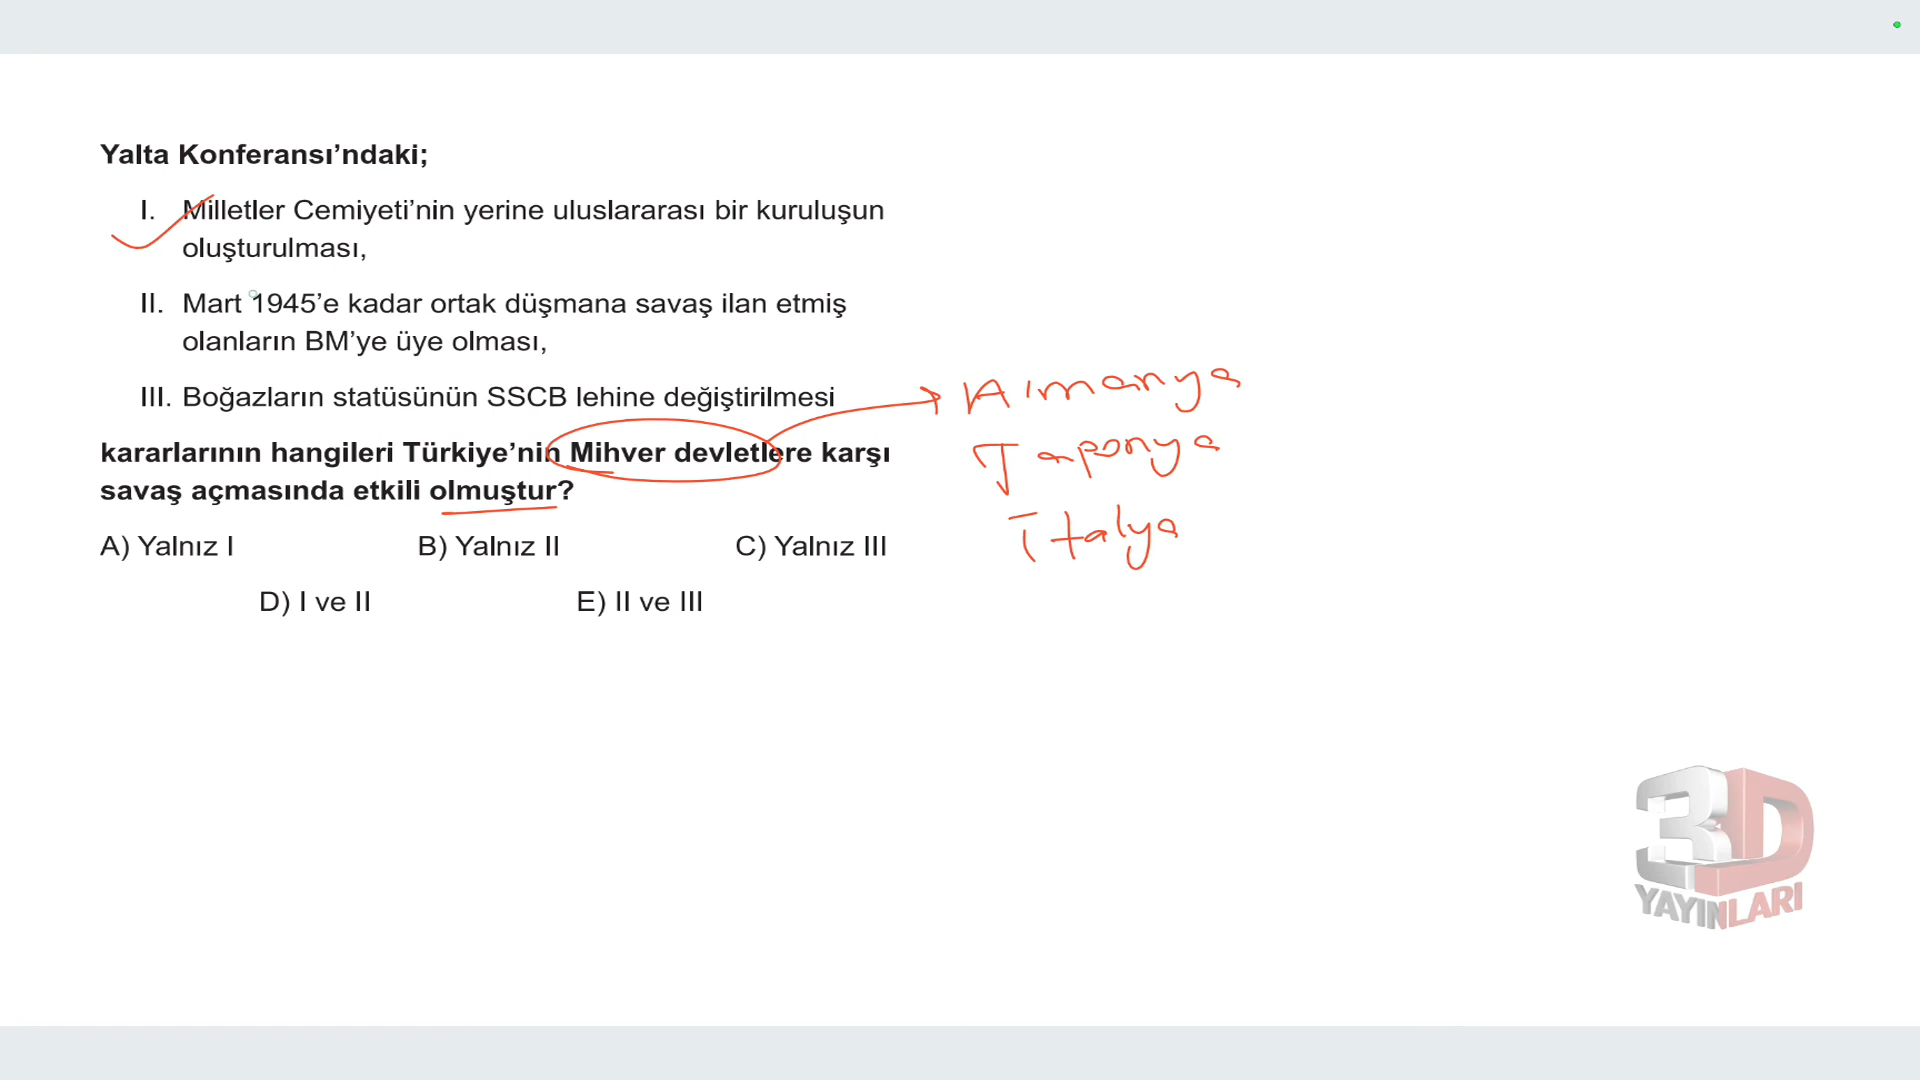 Yalta Konferansı’ndaki;
I. Milletler Cemiyeti’nin yerine uluslararası bir kuruluşun
oluşturulması,
II. Mart 1945’e kadar ortak düşmana savaş ilan etmiş
olanların BM’ye üye olması,
III. Boğazların statüsünün SSCB lehine değiştirilmesi
kararlarının hangileri Türkiye’nin Mihver devletlere karşı
savaş açmasında etkili olmuştur?
A) Yalnız I B) Yalnız II C) Yalnız III
D) I ve II E) II ve III
Almanya
Japonya
İtalya
3D
YAYINLARI